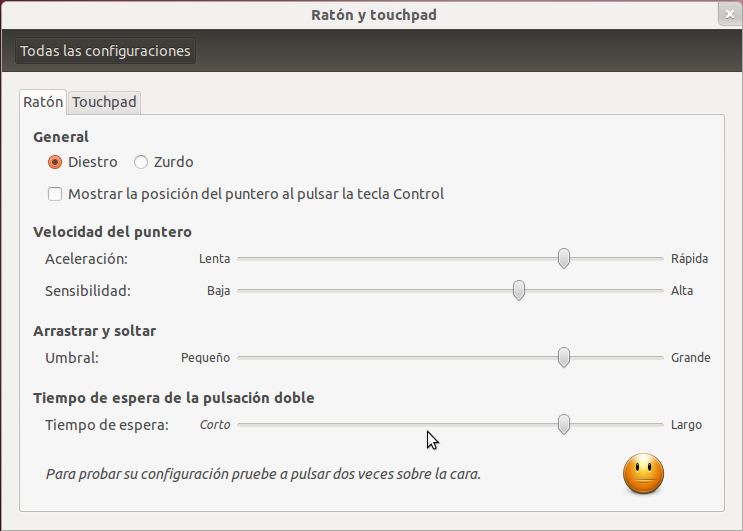 Ratón y touchpad
Todas las configuraciones
Ratón Touchpad
General
Diestro Zurdo
Mostrar la posición del puntero al pulsar la tecla Control
Velocidad del puntero
Aceleración: Lenta Rápida
Sensibilidad: Baja Alta
Arrastrar y soltar
Umbral: Pequeño Grande
Tiempo de espera de la pulsación doble
Tiempo de espera: Corto Largo
Para probar su configuración pruebe a pulsar dos veces sobre la cara.